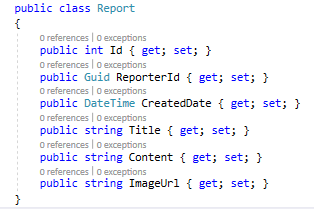 public class Report
{
0 references | 0 exceptions
public int Id { get; set; }
0 references | 0 exceptions
public Guid ReporterId { get; set; }
0 references | 0 exceptions
public DateTime CreatedDate { get; set; }
0 references | 0 exceptions
public string Title { get; set; }
0 references | 0 exceptions
public string Content { get; set; }
0 references | 0 exceptions
public string ImageUrl { get; set; }
}